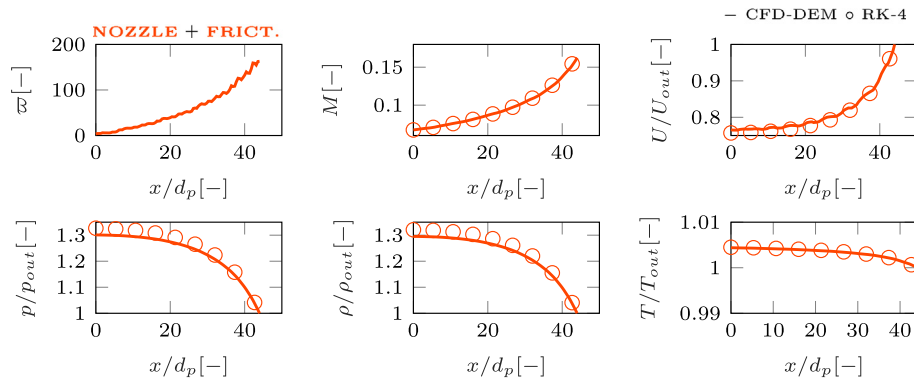 NOZZLE + FRICT.
— CFD-DEM ○ RK-4
200
100
0
0 20 40
ϖ[−]
x/d_p[−]
0.15
0.1
0 20 40
M[−]
x/d_p[−]
1
0.9
0.8
0 20 40
U/U_out[−]
x/d_p[−]
1.3
1.2
1.1
1
0 20 40
p/p_out[−]
x/d_p[−]
1.3
1.2
1.1
1
0 20 40
ρ/ρ_out[−]
x/d_p[−]
1.01
1
0.99
0 10 20 30 40
T/T_out[−]
x/d_p[−]